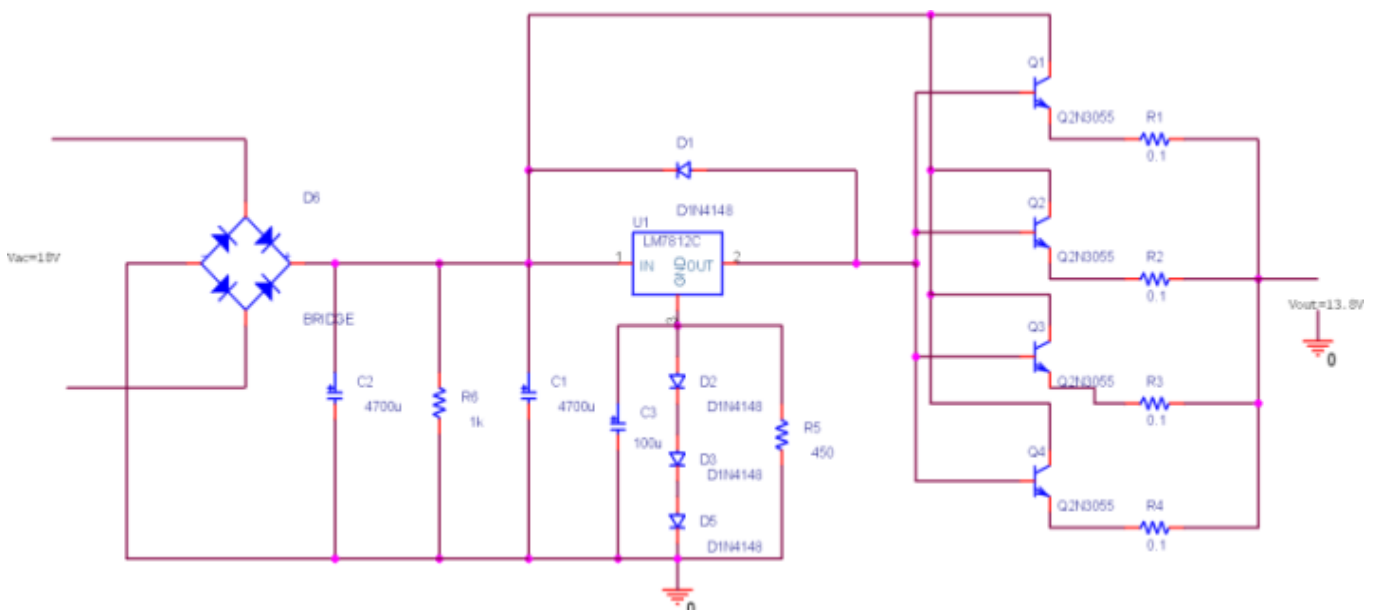 Vac=18V
D6
BRIDGE
C2
4700u
R6
1k
C1
4700u
D1
D1N4148
U1
LM7812C
1
IN
GND
OUT
2
3
C3
100u
D2
D1N4148
D3
D1N4148
D5
D1N4148
R5
450
0
Q1
Q2N3055
R1
0.1
Q2
Q2N3055
R2
0.1
Q3
Q2N3055
R3
0.1
Q4
Q2N3055
R4
0.1
Vout=13.8V
0